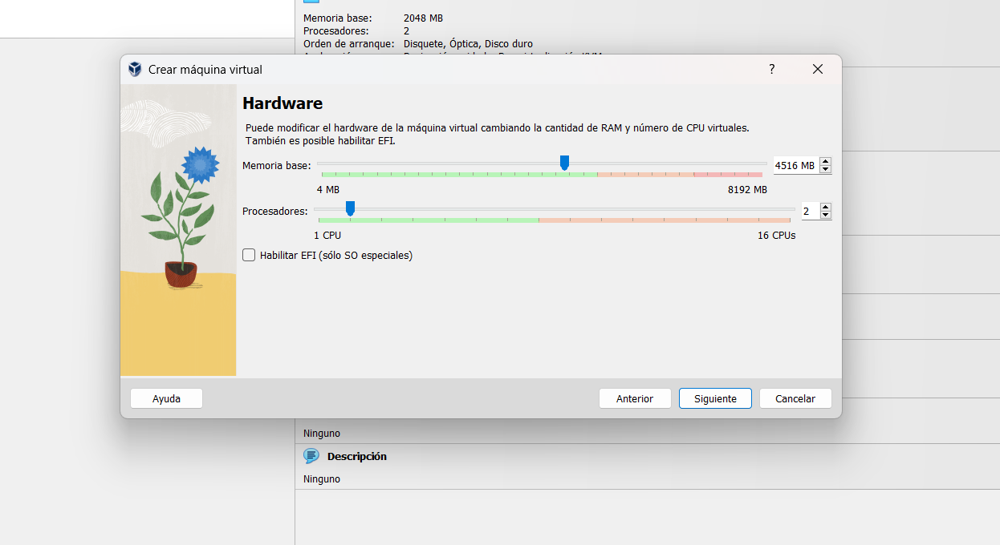 Memoria base: 2048 MB
Procesadores: 2
Orden de arranque: Disquete, Óptica, Disco duro
Crear máquina virtual ?
Hardware
Puede modificar el hardware de la máquina virtual cambiando la cantidad de RAM y número de CPU virtuales.
También es posible habilitar EFI.
Memoria base: 4516 MB
4 MB 8192 MB
Procesadores: 2
1 CPU 16 CPUs
Habilitar EFI (sólo SO especiales)
Ayuda Anterior Siguiente Cancelar
Ninguno
Descripción
Ninguno